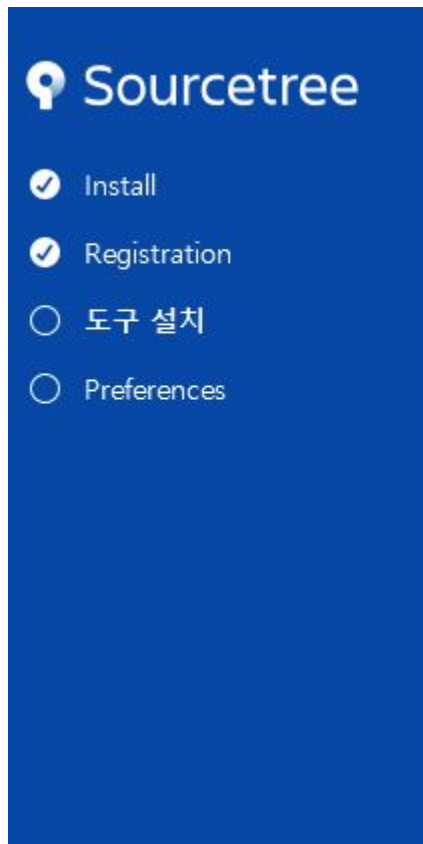 Sourcetree
Install
Registration
도구 설치
Preferences